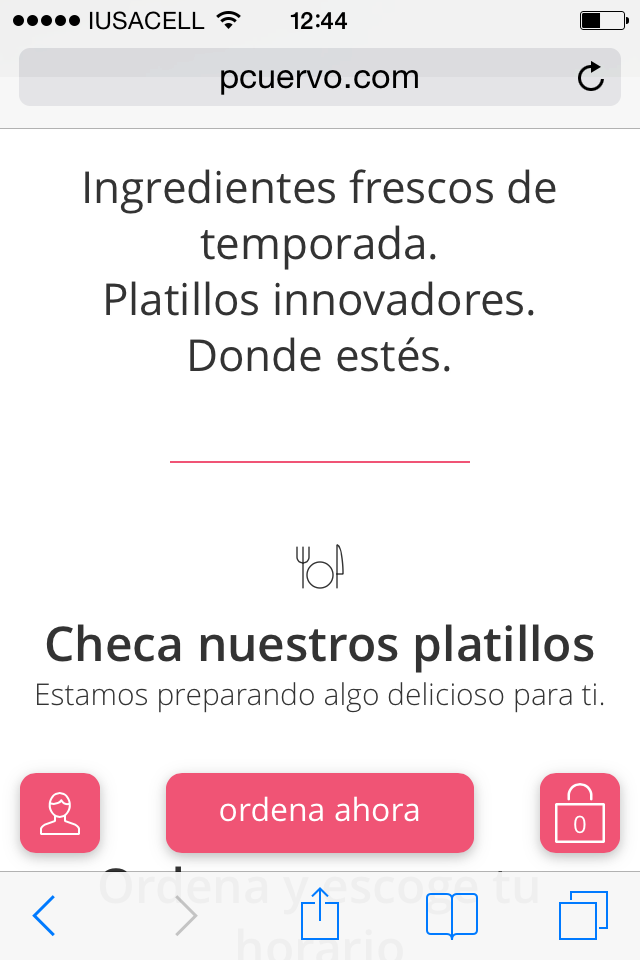 IUSACELL 12:44
pcuervo.com
Ingredientes frescos de
temporada.
Platillos innovadores.
Donde estés.
Checa nuestros platillos
Estamos preparando algo delicioso para ti.
ordena ahora
0
Ordena y escoge tu
horario